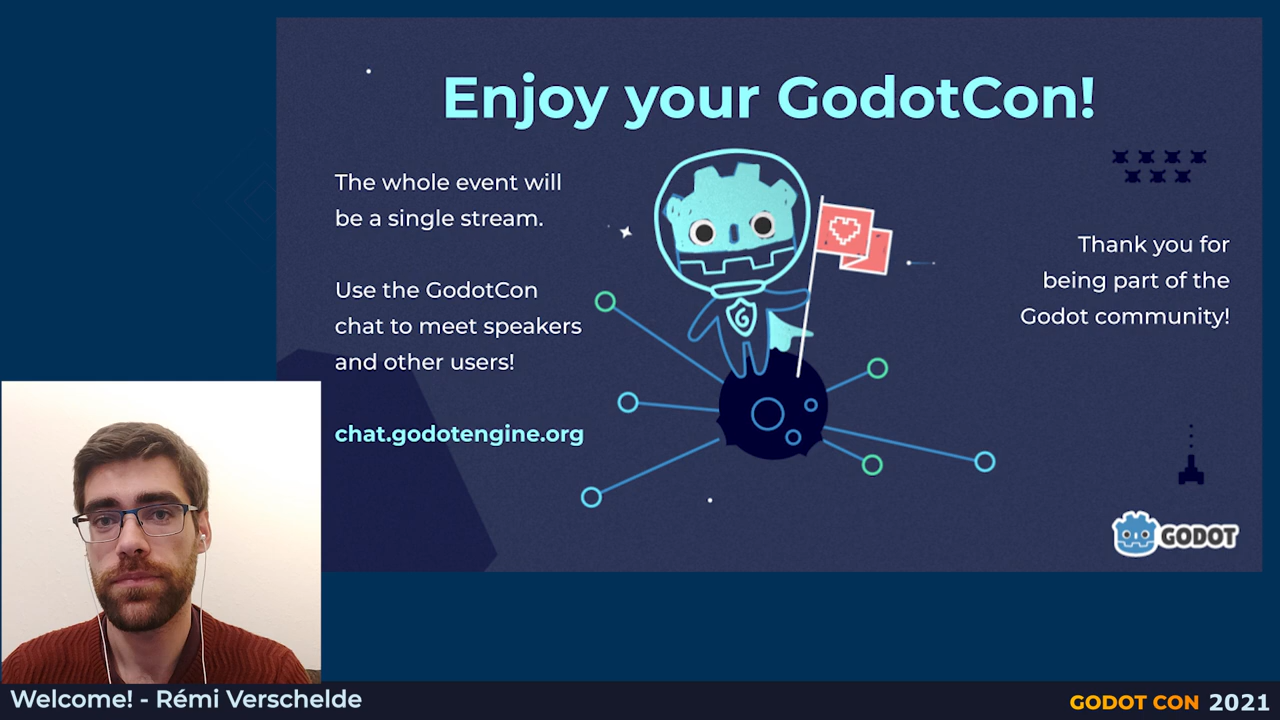 Enjoy your GodotCon!
The whole event will
be a single stream.
Use the GodotCon
chat to meet speakers
and other users!
chat.godotengine.org
Thank you for
being part of the
Godot community!
GODOT
Welcome! - Rémi Verschelde
GODOT CON 2021